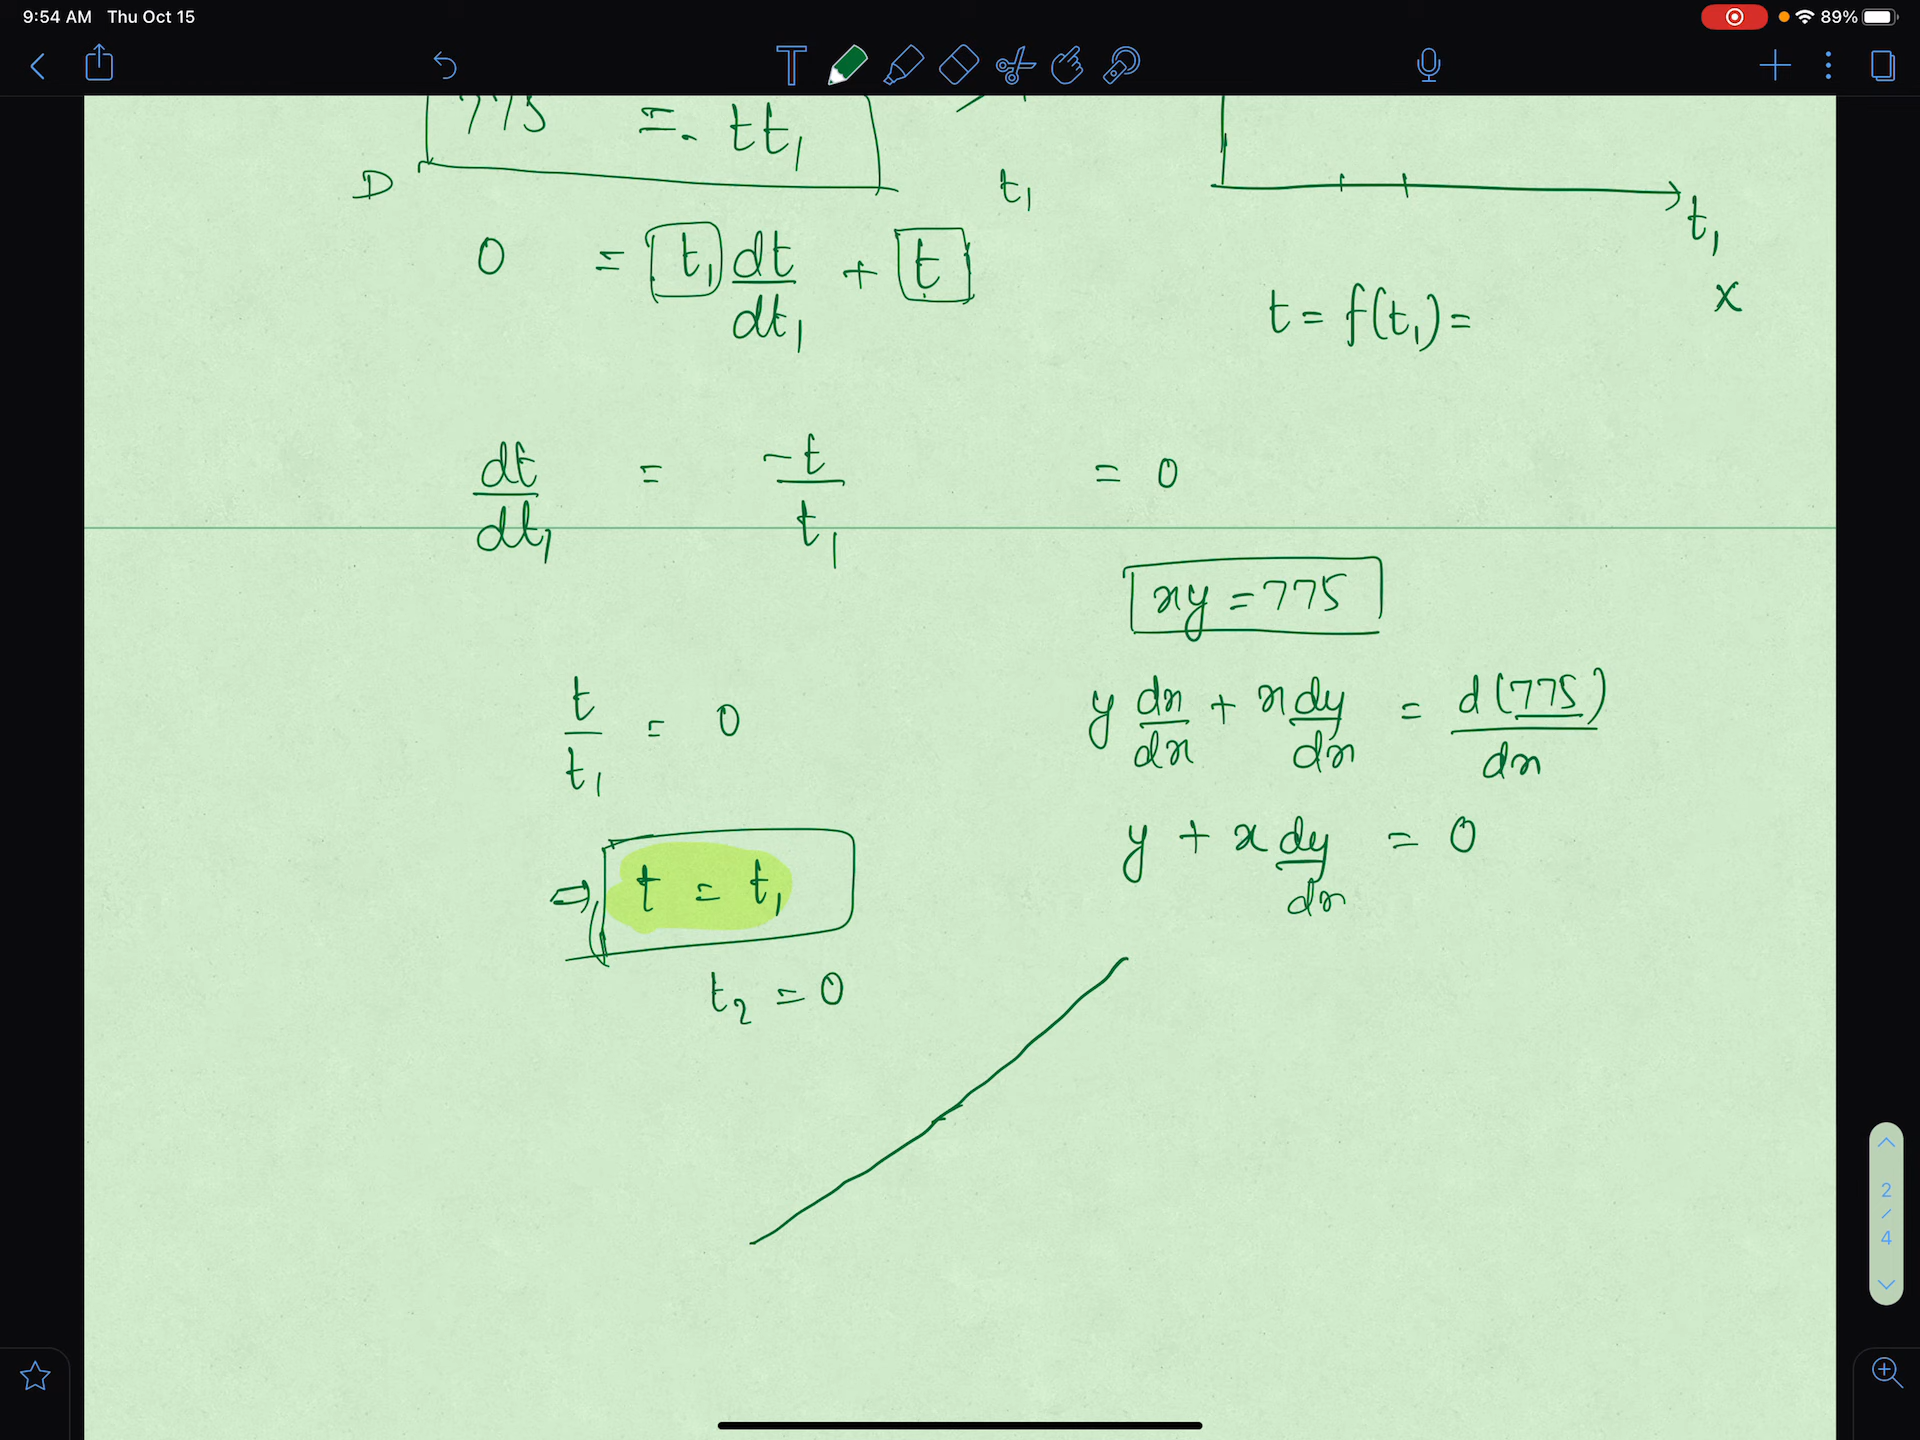 9:54 AM Thu Oct 15
89%
775 = tt₁
D
t₁
t₁
0 = t₁ dt/dt₁ + t
x
t = f(t₁) =
dt/dt₁ = -t/t₁ = 0
xy = 775
t/t₁ = 0
y dx/dx + x dy/dx = d(775)/dx
y + x dy/dx = 0
⇒ t = t₁
t₂ = 0
2
/
4